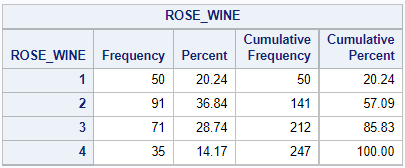 ROSE_WINE
ROSE_WINE Frequency Percent Cumulative Frequency Cumulative Percent
1 50 20.24 50 20.24
2 91 36.84 141 57.09
3 71 28.74 212 85.83
4 35 14.17 247 100.00